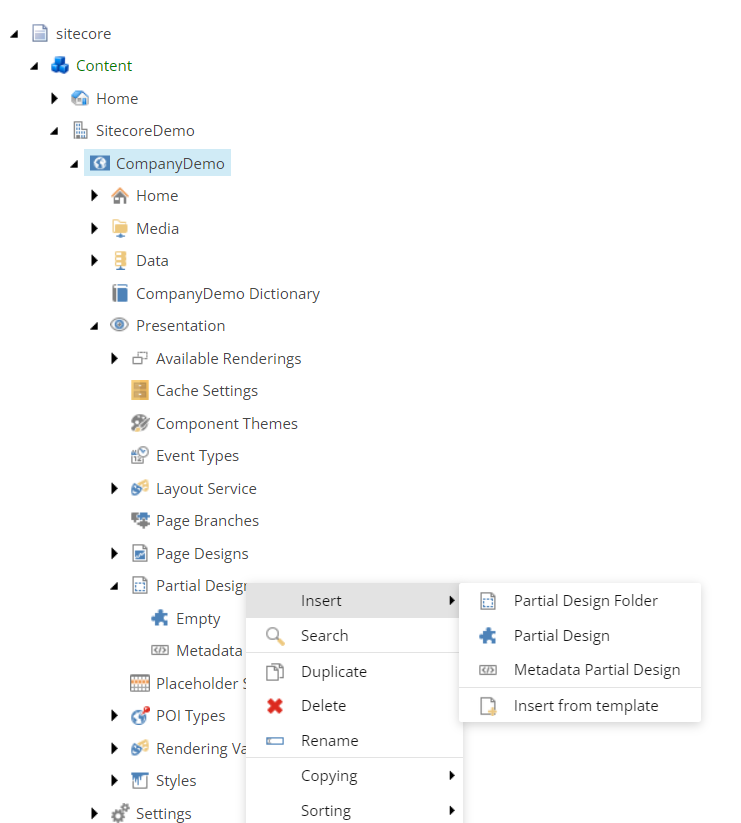 sitecore
Content
Home
SitecoreDemo
CompanyDemo
Home
Media
Data
CompanyDemo Dictionary
Presentation
Available Renderings
Cache Settings
Component Themes
Event Types
Layout Service
Page Branches
Page Designs
Partial Desig
Empty
Metadata
Placeholder S
POI Types
Rendering Va
Styles
Settings
Insert
Search
Duplicate
Delete
Rename
Copying
Sorting
Partial Design Folder
Partial Design
Metadata Partial Design
Insert from template